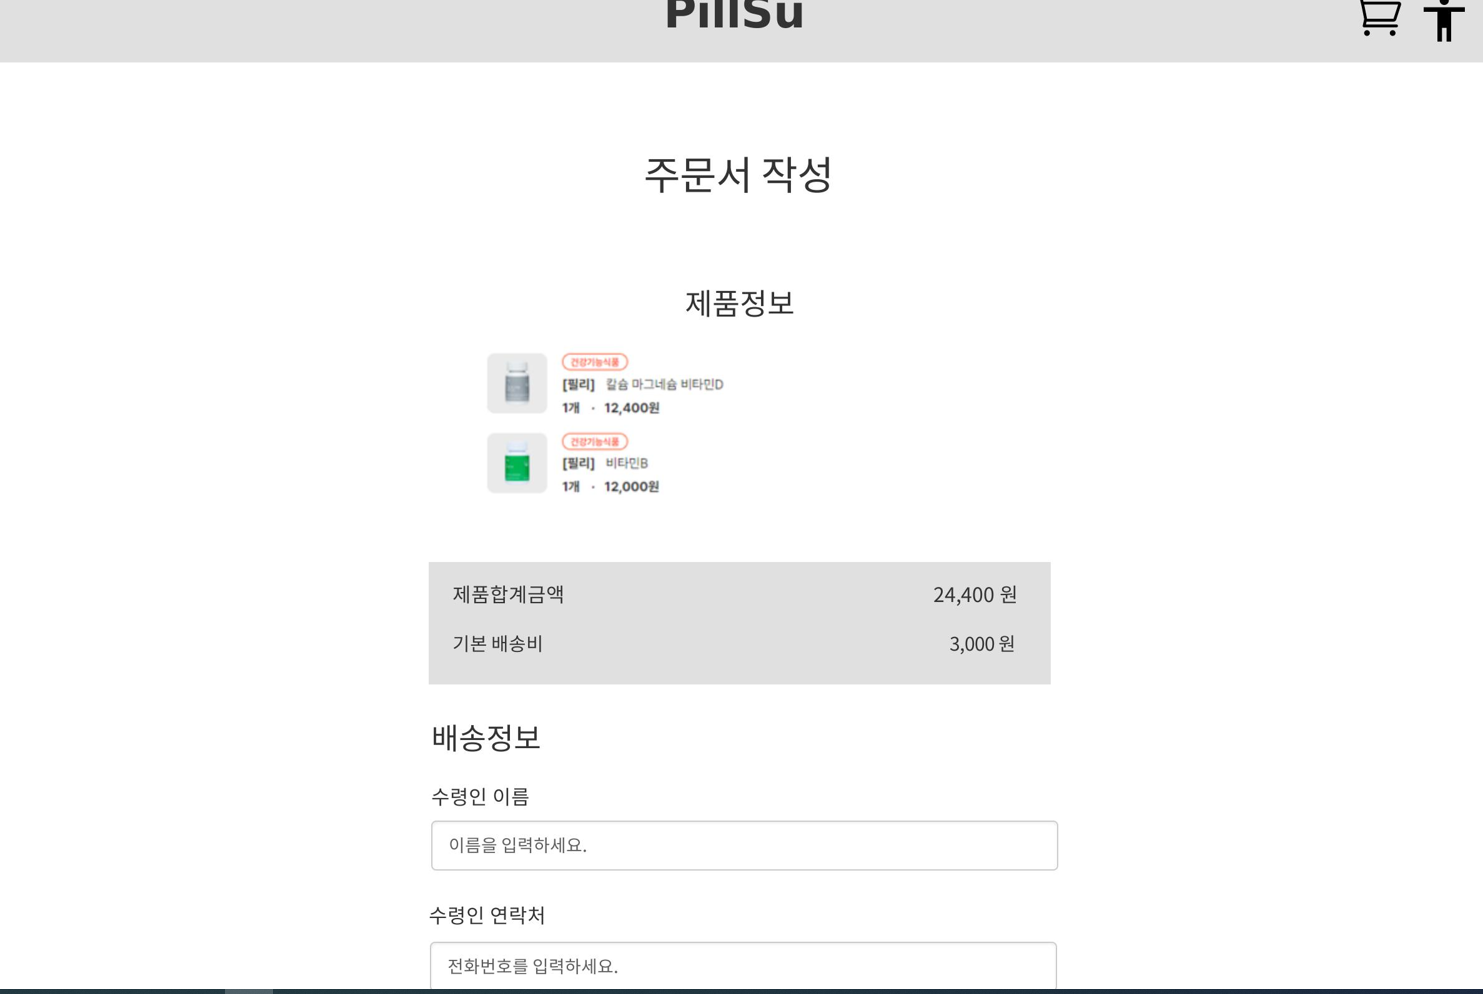 PillSu
주문서 작성
제품정보
건강기능식품
[필리] 칼슘 마그네슘 비타민D
1개 · 12,400원
건강기능식품
[필리] 비타민B
1개 · 12,000원
제품합계금액 24,400 원
기본 배송비 3,000 원
배송정보
수령인 이름
이름을 입력하세요.
수령인 연락처
전화번호를 입력하세요.